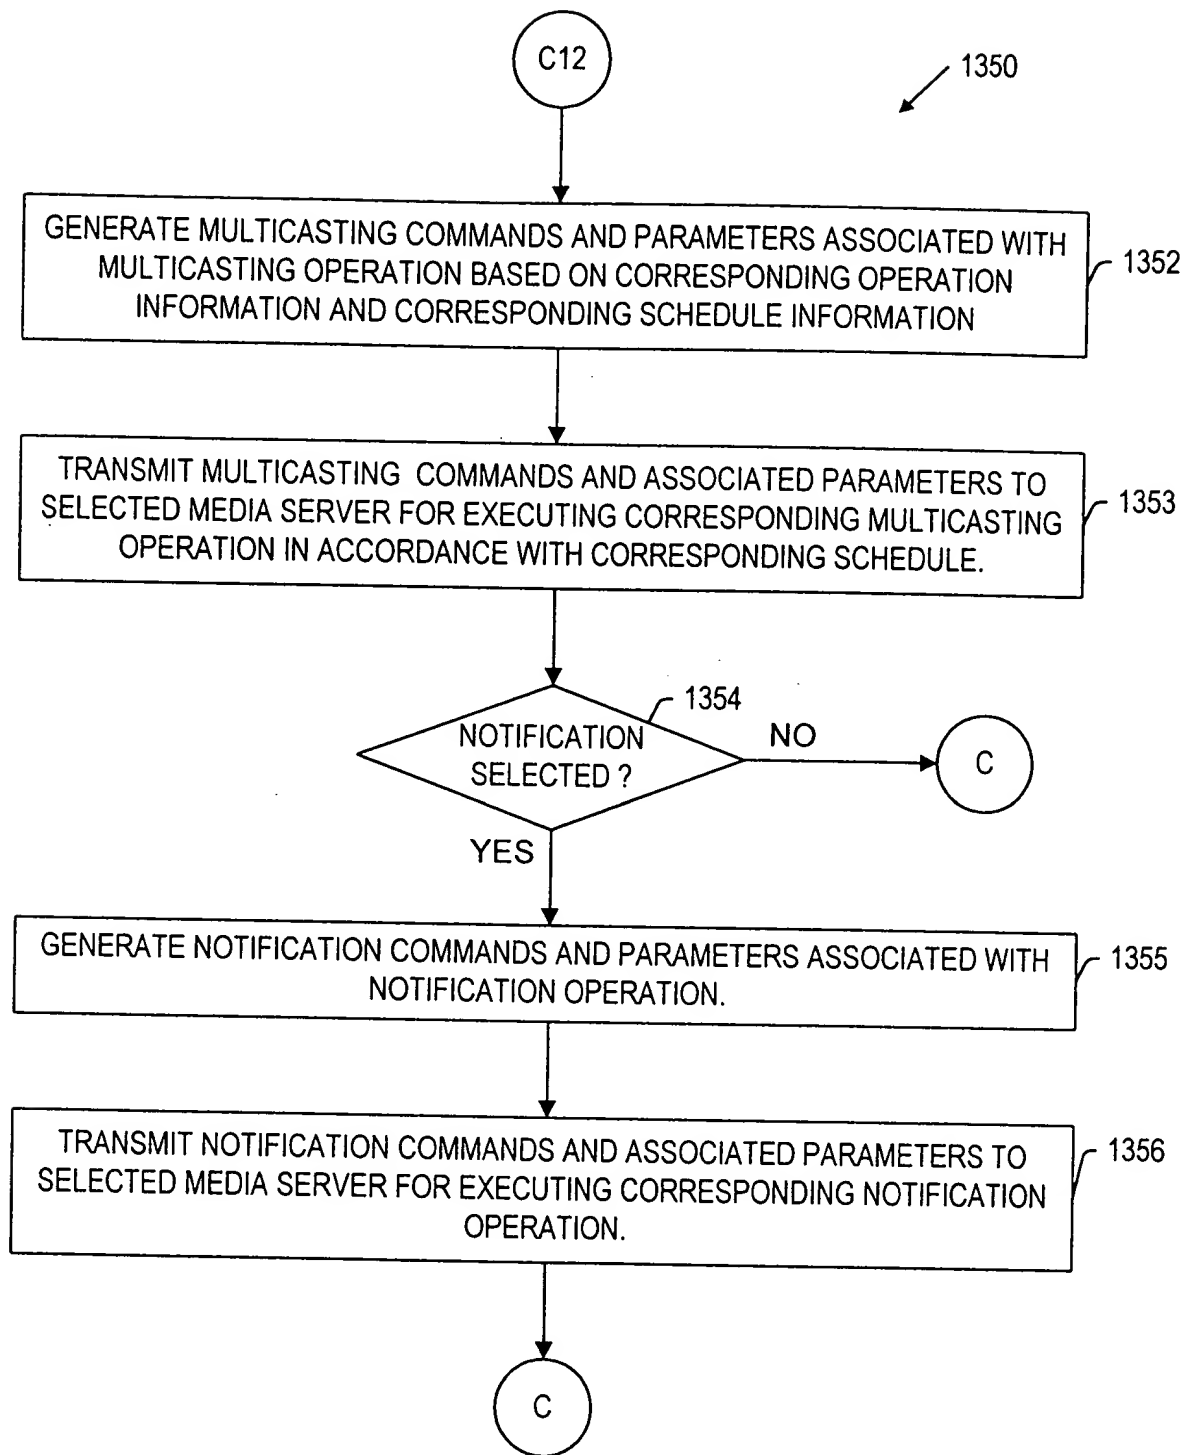 C12
1350
GENERATE MULTICASTING COMMANDS AND PARAMETERS ASSOCIATED WITH
MULTICASTING OPERATION BASED ON CORRESPONDING OPERATION
INFORMATION AND CORRESPONDING SCHEDULE INFORMATION
1352
TRANSMIT MULTICASTING COMMANDS AND ASSOCIATED PARAMETERS TO
SELECTED MEDIA SERVER FOR EXECUTING CORRESPONDING MULTICASTING
OPERATION IN ACCORDANCE WITH CORRESPONDING SCHEDULE.
1353
1354
NOTIFICATION
SELECTED ?
NO
C
YES
GENERATE NOTIFICATION COMMANDS AND PARAMETERS ASSOCIATED WITH
NOTIFICATION OPERATION.
1355
TRANSMIT NOTIFICATION COMMANDS AND ASSOCIATED PARAMETERS TO
SELECTED MEDIA SERVER FOR EXECUTING CORRESPONDING NOTIFICATION
OPERATION.
1356
C